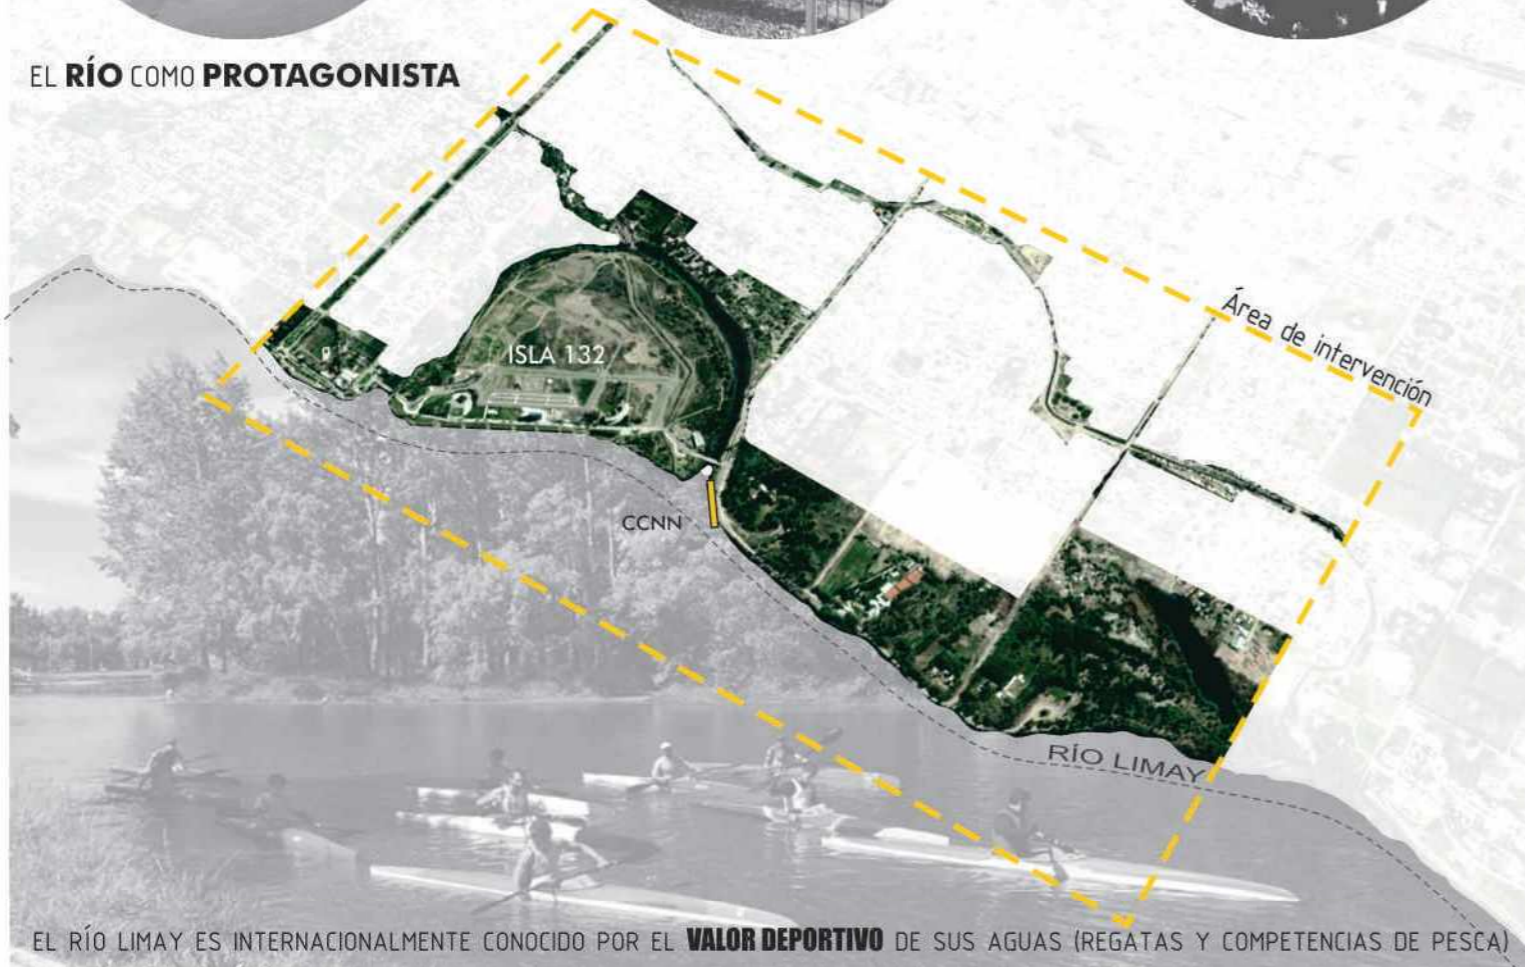 EL RÍO COMO PROTAGONISTA
Área de intervención
ISLA 132
CCNN
RÍO LIMAY
EL RÍO LIMAY ES INTERNACIONALMENTE CONOCIDO POR EL VALOR DEPORTIVO DE SUS AGUAS (REGATAS Y COMPETENCIAS DE PESCA)